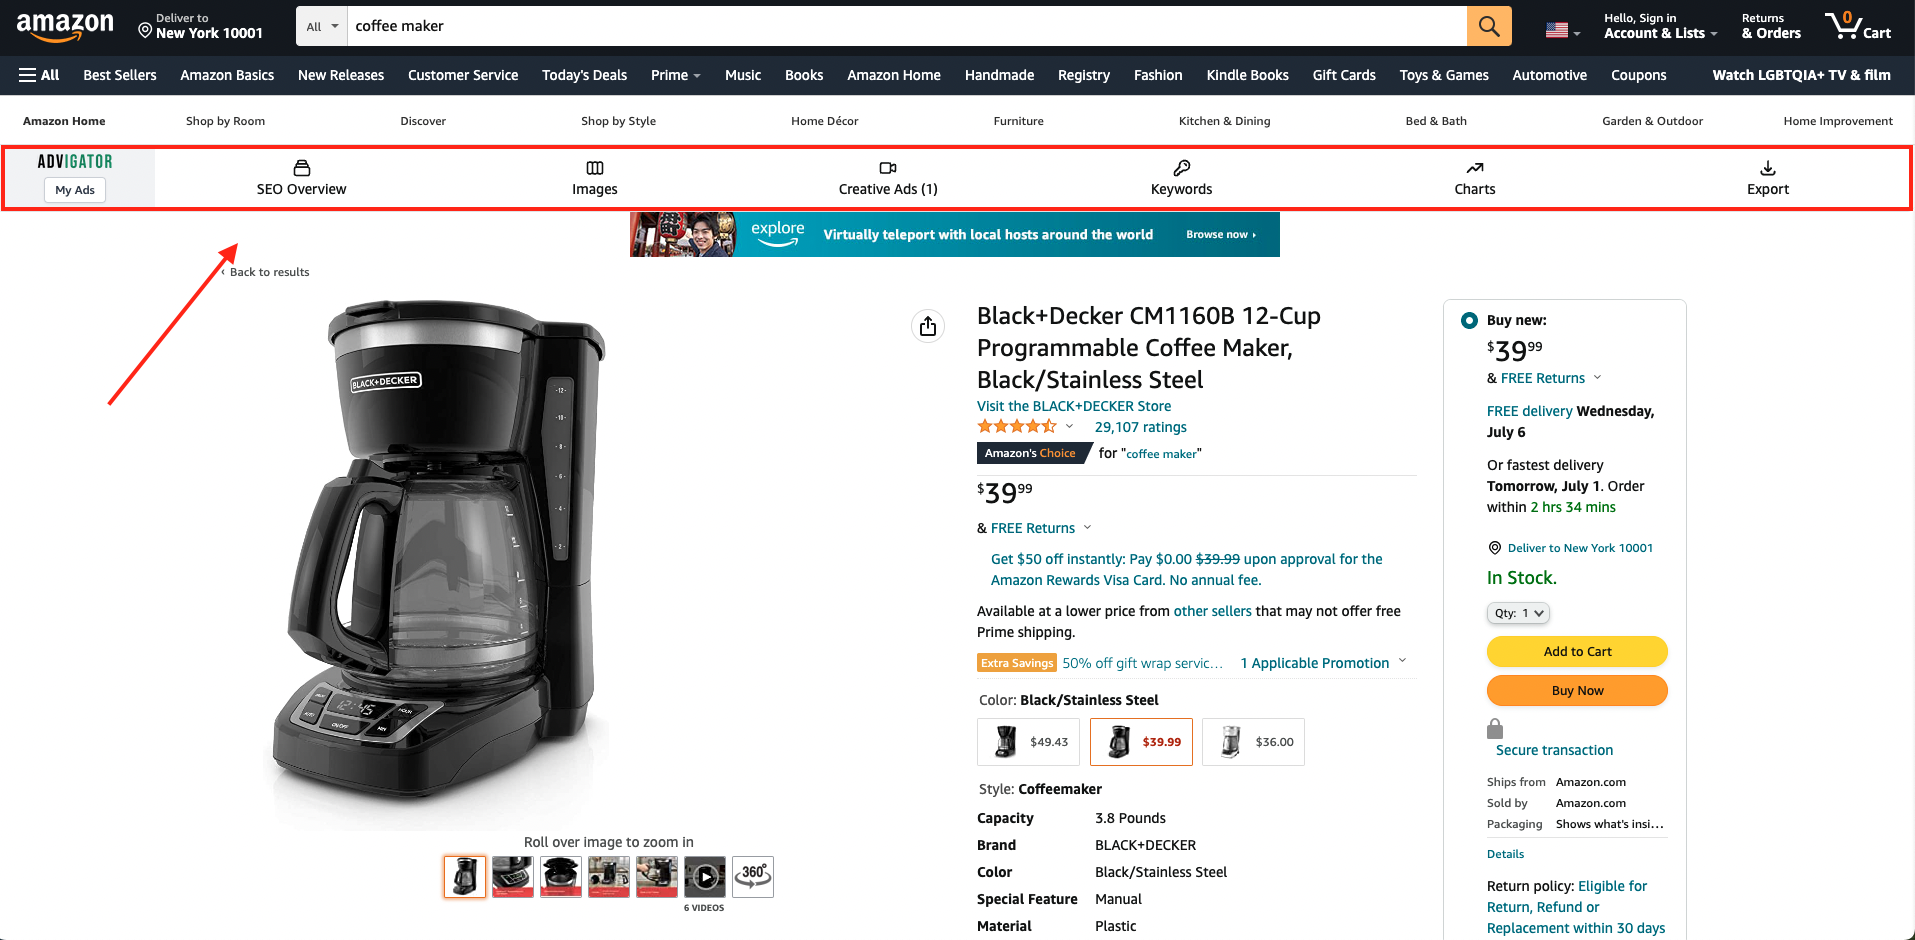 amazon
Deliver to
New York 10001
All
coffee maker
Hello, Sign in
Account & Lists
Returns
& Orders
0
Cart
All
Best Sellers
Amazon Basics
New Releases
Customer Service
Today's Deals
Prime
Music
Books
Amazon Home
Handmade
Registry
Fashion
Kindle Books
Gift Cards
Toys & Games
Automotive
Coupons
Watch LGBTQIA+ TV & film
Amazon Home
Shop by Room
Discover
Shop by Style
Home Décor
Furniture
Kitchen & Dining
Bed & Bath
Garden & Outdoor
Home Improvement
ADVIGATOR
My Ads
SEO Overview
Images
Creative Ads (1)
Keywords
Charts
Export
explore
Virtually teleport with local hosts around the world
Browse now ›
‹ Back to results
BLACK+DECKER
-12-
-10-
-8-
-6-
-4-
-2-
12:45
HOUR
AUTO
ON/OFF
MIN
Roll over image to zoom in
360°
6 VIDEOS
Black+Decker CM1160B 12-Cup
Programmable Coffee Maker,
Black/Stainless Steel
Visit the BLACK+DECKER Store
29,107 ratings
Amazon's Choice for "coffee maker"
$39.99
& FREE Returns
Get $50 off instantly: Pay $0.00 $39.99 upon approval for the
Amazon Rewards Visa Card. No annual fee.
Available at a lower price from other sellers that may not offer free
Prime shipping.
Extra Savings 50% off gift wrap servic... 1 Applicable Promotion
Color: Black/Stainless Steel
$49.43
$39.99
$36.00
Style: Coffeemaker
Capacity 3.8 Pounds
Brand BLACK+DECKER
Color Black/Stainless Steel
Special Feature Manual
Material Plastic
Buy new:
$39.99
& FREE Returns
FREE delivery Wednesday,
July 6
Or fastest delivery
Tomorrow, July 1. Order
within 2 hrs 34 mins
Deliver to New York 10001
In Stock.
Qty: 1
Add to Cart
Buy Now
Secure transaction
Ships from Amazon.com
Sold by Amazon.com
Packaging Shows what's insi...
Details
Return policy: Eligible for
Return, Refund or
Replacement within 30 days